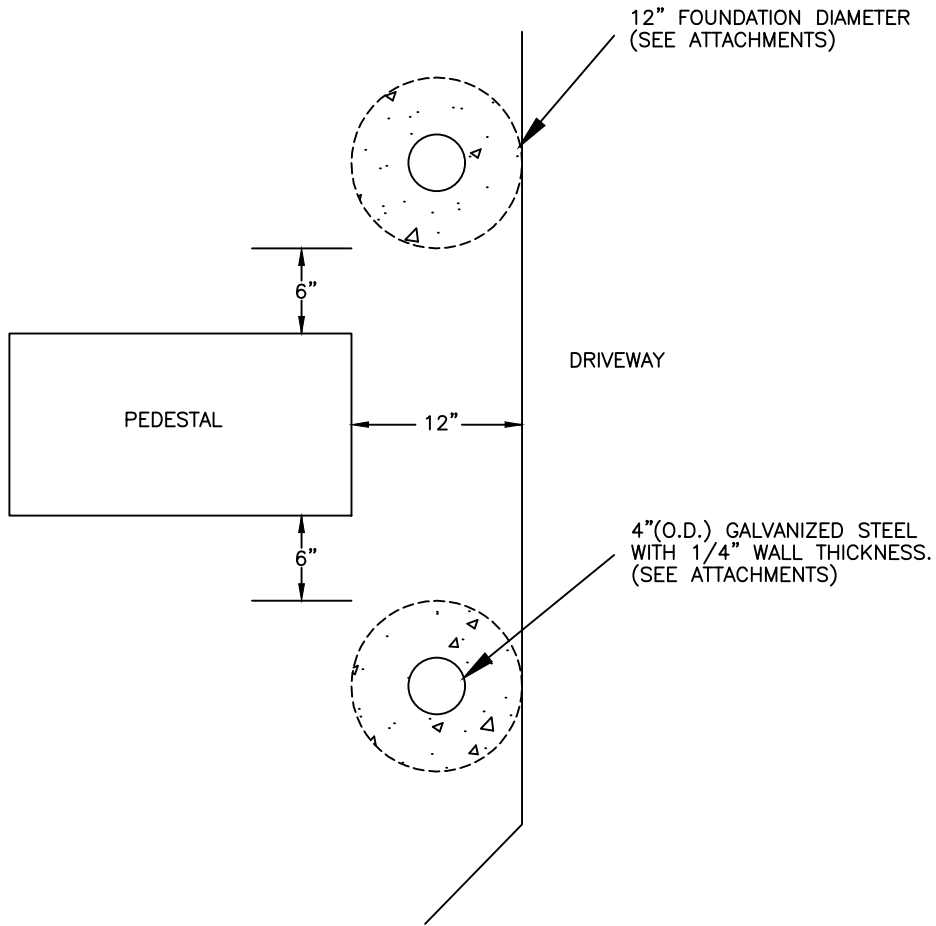 12” FOUNDATION DIAMETER
(SEE ATTACHMENTS)
6”
DRIVEWAY
PEDESTAL
12”
6”
4”(O.D.) GALVANIZED STEEL
WITH 1/4” WALL THICKNESS.
(SEE ATTACHMENTS)